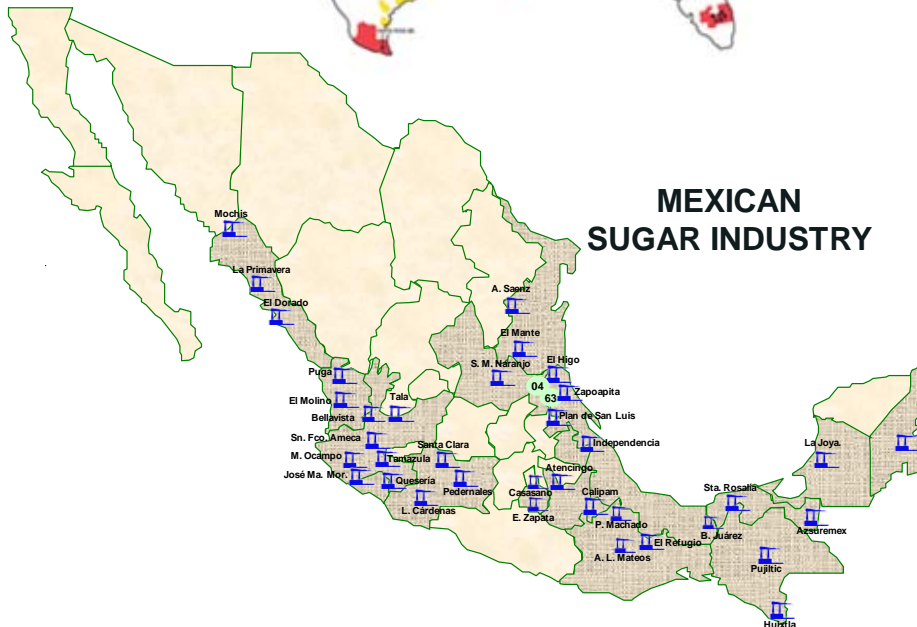 MEXICAN
SUGAR INDUSTRY
Mochis
La Primavera
El Dorado
A. Saenz
El Mante
S. M. Naranjo
El Higo
Zapoapita
04
63
Puga
El Molino
Tala
Bellavista
Plan de San Luis
Independencia
La Joya.
Sn. Fco. Ameca
Santa Clara
M. Ocampo
Tamazula
José Ma. Mor.
Quesería
Pedernales
L. Cárdenas
Atencingo
Casasano
Calipam
E. Zapata
P. Machado
Sta. Rosalía
B. Juárez
Azsuremex
El Refugio
A. L. Mateos
Pujiltic
Huixtla